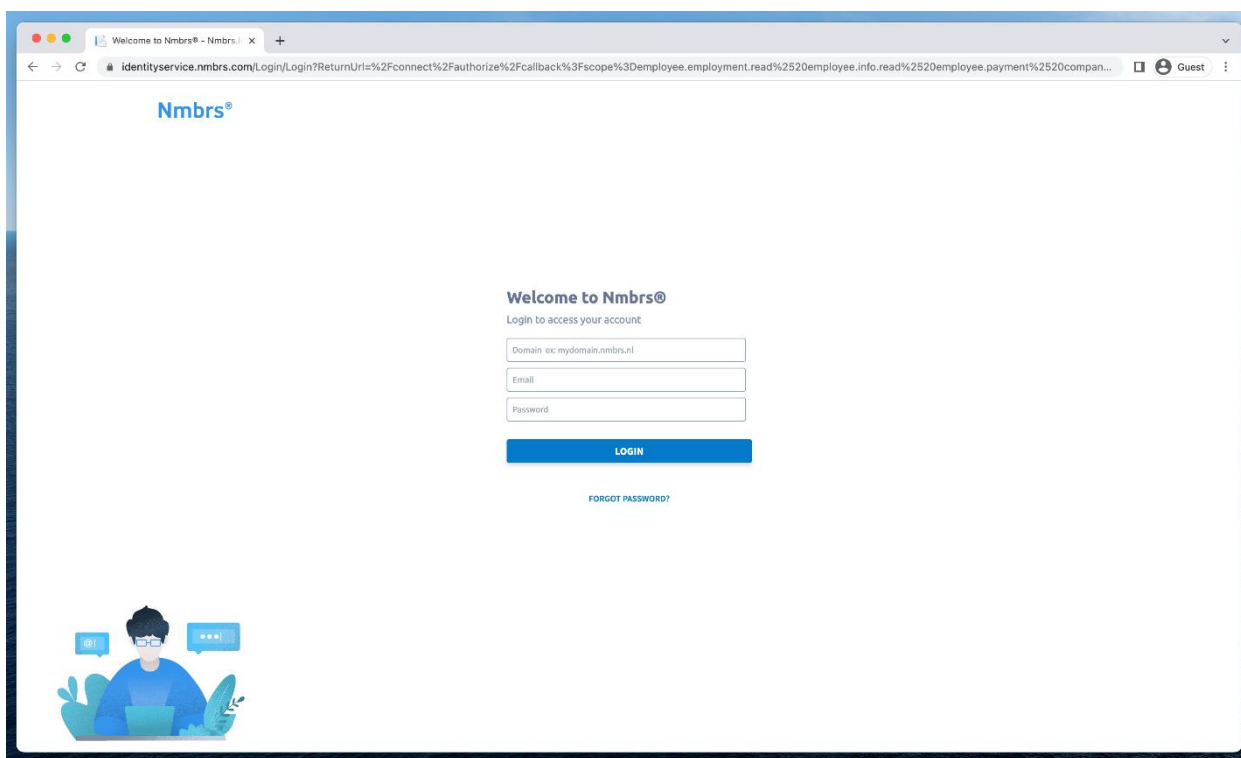 Welcome to Nmbrs® - Nmbrs.
identityservice.nmbrs.com/Login/Login?ReturnUrl=%2Fconnect%2Fauthorize%2Fcallback%3Fscope%3Demployee.employment.read%2520employee.info.read%2520employee.payment%2520compan...
Guest
Nmbrs®
Welcome to Nmbrs®
Login to access your account
Domain ex: mydomain.nmbrs.nl
Email
Password
LOGIN
FORGOT PASSWORD?
@!